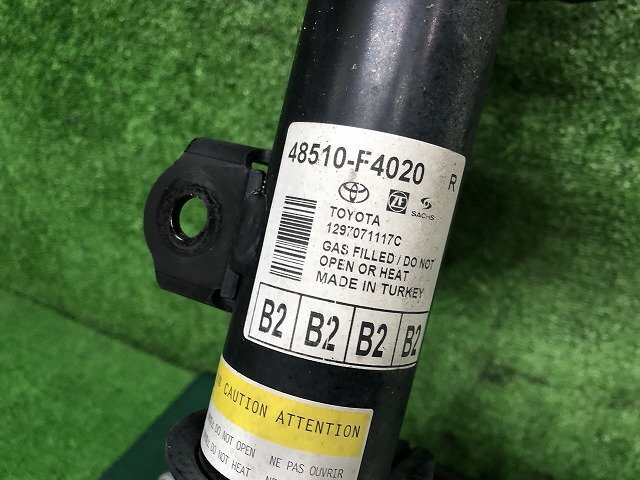 48510-F4020 R
ZF SACHS
TOYOTA
1297071117C
GAS FILLED / DO NOT
OPEN OR HEAT
MADE IN TURKEY
B2 B2 B2 B2
CAUTION ATTENTION
DO NOT OPEN NE PAS OUVRIR
DO NOT HEAT